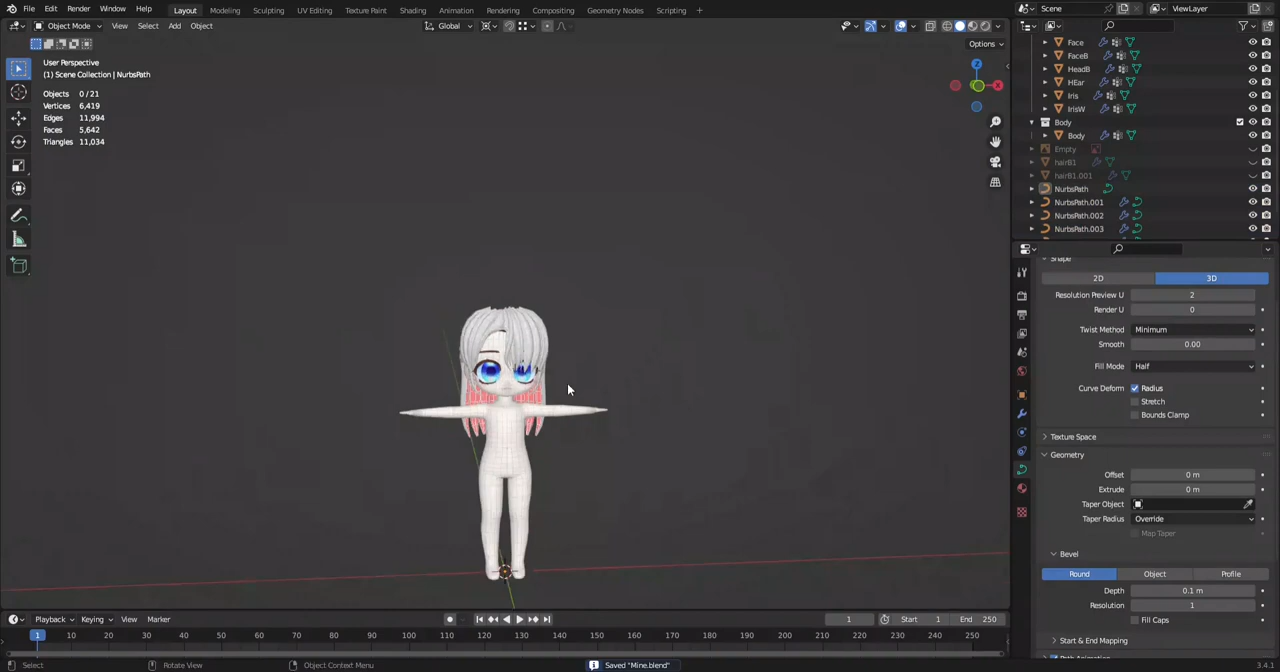 File Edit Render Window Help Layout Modeling Sculpting UV Editing Texture Paint Shading Animation Rendering Compositing Geometry Nodes Scripting + Scene ViewLayer
Object Mode View Select Add Object Global
Options
User Perspective
(1) Scene Collection | NurbsPath
Objects 0 / 21
Vertices 6,419
Edges 11,994
Faces 5,642
Triangles 11,034
Z
X
Face
FaceB
HeadB
HEar
Iris
IrisW
Body
Body
Empty
hairB1
hairB1.001
NurbsPath
NurbsPath.001
NurbsPath.002
NurbsPath.003
Shape
2D 3D
Resolution Preview U 2
Render U 0
Twist Method Minimum
Smooth 0.00
Fill Mode Half
Curve Deform Radius
Stretch
Bounds Clamp
Texture Space
Geometry
Offset 0 m
Extrude 0 m
Taper Object
Taper Radius Override
Map Taper
Bevel
Round Object Profile
Depth 0.1 m
Resolution 1
Fill Caps
Start & End Mapping
Playback Keying View Marker 1 Start 1 End 250
1 10 20 30 40 50 60 70 80 90 100 110 120 130 140 150 160 170 180 190 200 210 220 230 240 250
Select Rotate View Object Context Menu Saved "Mine.blend" 3.4.1